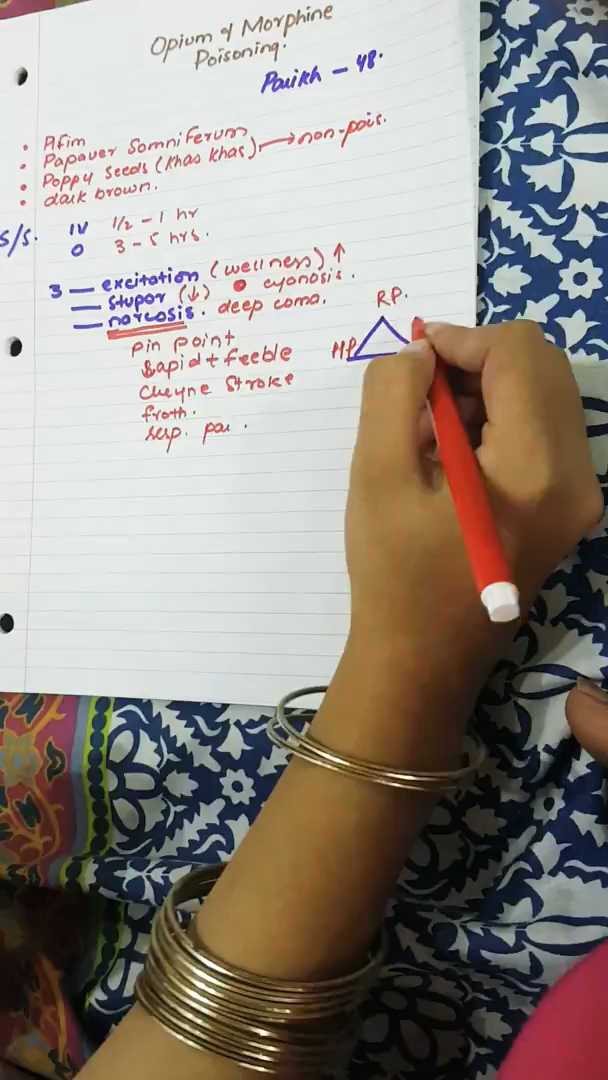 Opium & Morphine
Poisoning.
Parikh - 48.
• Afim
• Papaver Somniferum
• Poppy Seeds (Khas Khas) → non-pois.
• dark brown.
S/S. IV 1/2 - 1 hr
O 3 - 5 hrs.
3 — excitation (wellness) ↑
— stupor (↓) • cyanosis.
— narcosis. deep coma.
pin point
Rapid + feeble
Cheyne Stroke
froth.
resp. par.
RP.
PP